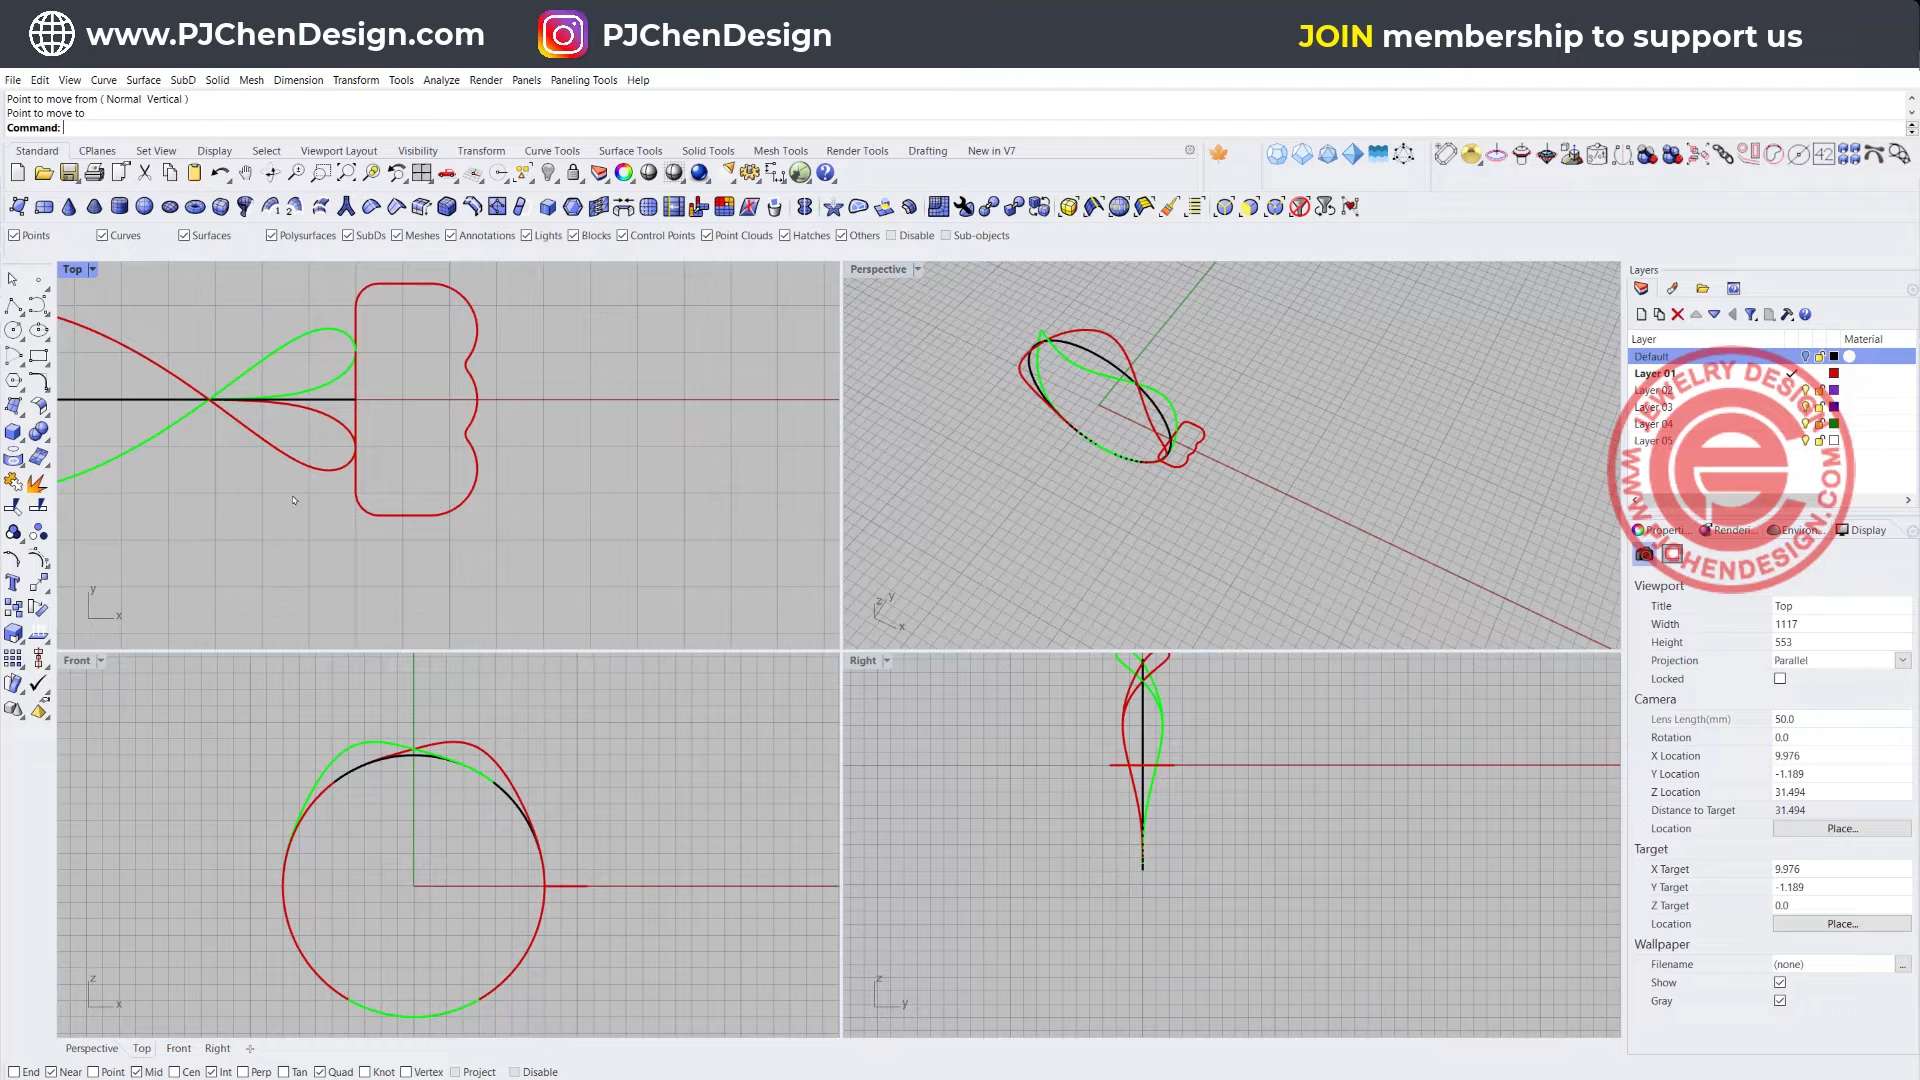 www.PJChenDesign.com PJChenDesign JOIN membership to support us
File Edit View Curve Surface SubD Solid Mesh Dimension Transform Tools Analyze Render Panels Paneling Tools Help
Point to move from ( Normal Vertical )
Point to move to
Command:
Standard CPlanes Set View Display Select Viewport Layout Visibility Transform Curve Tools Surface Tools Solid Tools Mesh Tools Render Tools Drafting New in V7
Points Curves Surfaces Polysurfaces SubDs Meshes Annotations Lights Blocks Control Points Point Clouds Hatches Others Disable Sub-objects
Top
Perspective
Front
Right
y
x
z y
x
z
x
z
y
Layers
Layer Material
Default
Layer 01
Layer 02
Layer 03
Layer 04
Layer 05
JEWELRY DESIGN
WWW.PJCHENDESIGN.COM
Properti... Renderi... Environ... Display
Viewport
Title Top
Width 1117
Height 553
Projection Parallel
Locked
Camera
Lens Length(mm) 50.0
Rotation 0.0
X Location 9.976
Y Location -1.189
Z Location 31.494
Distance to Target 31.494
Location Place...
Target
X Target 9.976
Y Target -1.189
Z Target 0.0
Location Place...
Wallpaper
Filename (none) ...
Show
Gray
Perspective Top Front Right
End Near Point Mid Cen Int Perp Tan Quad Knot Vertex Project Disable